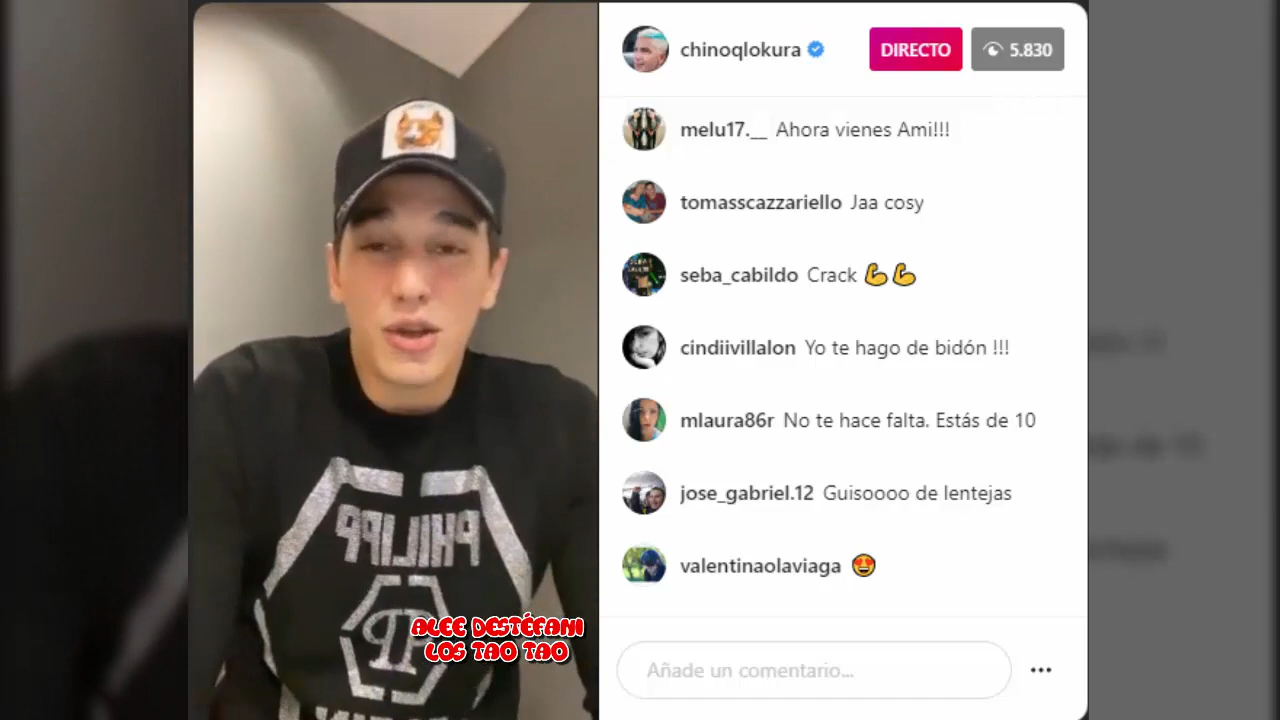 chinoqlokura DIRECTO 5.830
melu17.__ Ahora vienes Ami!!!
tomasscazzariello Jaa cosy
seba_cabildo Crack 💪💪
cindiivillalon Yo te hago de bidón !!!
mlaura86r No te hace falta. Estás de 10
jose_gabriel.12 Guisoooo de lentejas
valentinaolaviaga 😍
Añade un comentario...
PHILIPP
ALEE DESTÉFANI
LOS TAO TAO